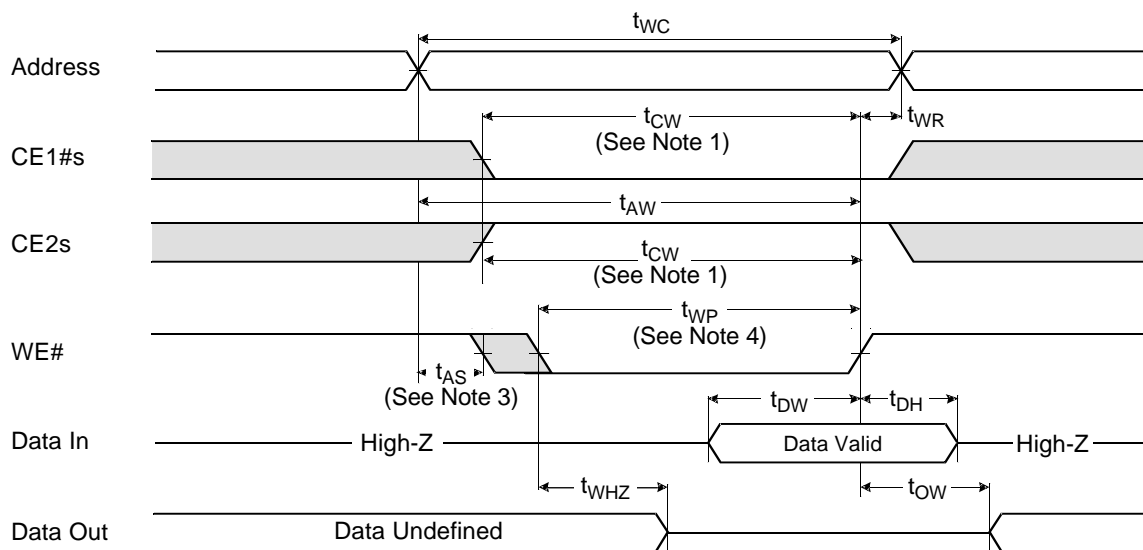 tWC
Address
tCW
(See Note 1)
tWR
CE1#s
tAW
CE2s
tCW
(See Note 1)
tWP
(See Note 4)
WE#
tAS
(See Note 3)
tDW
tDH
Data In
High-Z
Data Valid
High-Z
tWHZ
tOW
Data Out
Data Undefined